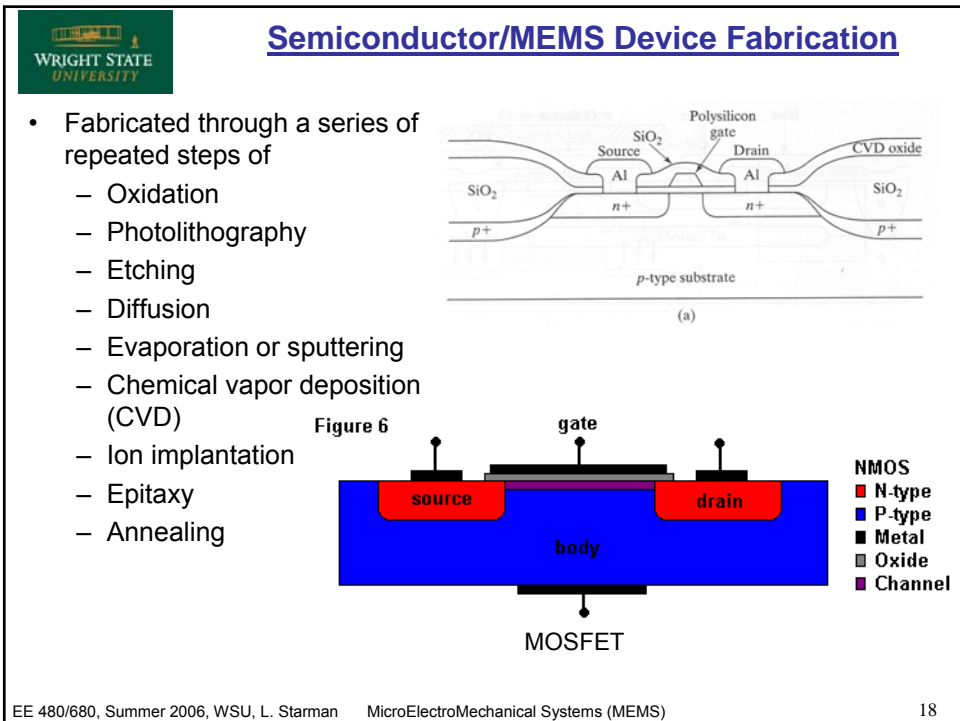 WRIGHT STATE
UNIVERSITY
Semiconductor/MEMS Device Fabrication
• Fabricated through a series of
repeated steps of
– Oxidation
– Photolithography
– Etching
– Diffusion
– Evaporation or sputtering
– Chemical vapor deposition
(CVD)
– Ion implantation
– Epitaxy
– Annealing
Polysilicon
gate
SiO2
Source
Drain
CVD oxide
Al
Al
SiO2
SiO2
n+
n+
p+
p+
p-type substrate
(a)
Figure 6
gate
source
drain
body
NMOS
N-type
P-type
Metal
Oxide
Channel
MOSFET
EE 480/680, Summer 2006, WSU, L. Starman MicroElectroMechanical Systems (MEMS) 18